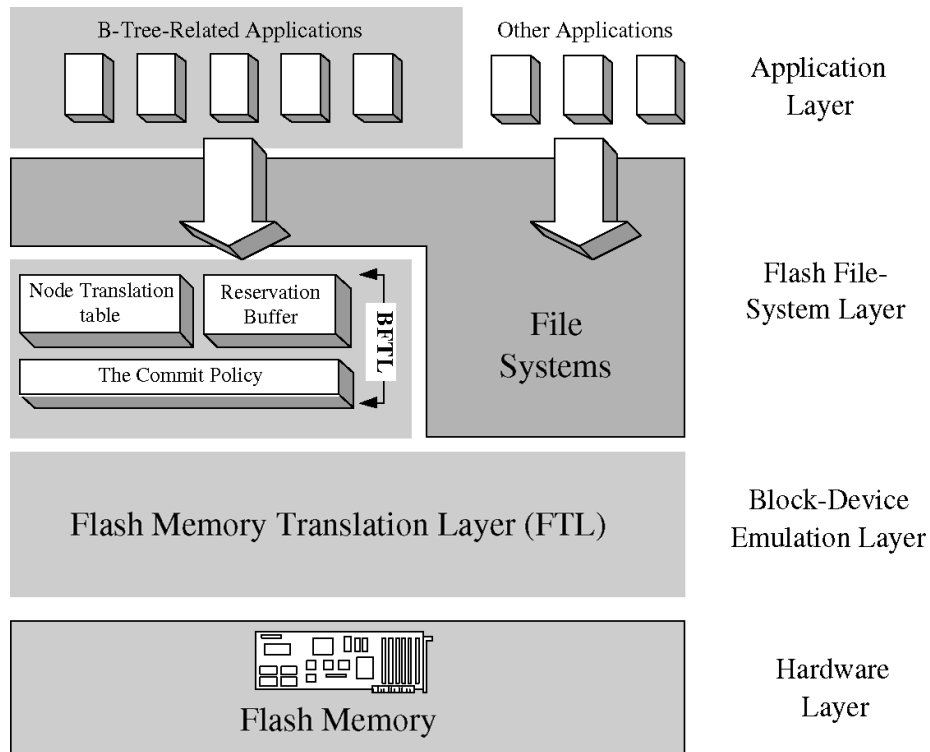 B-Tree-Related Applications
Other Applications
Application
Layer
Node Translation
table
Reservation
Buffer
BFTL
The Commit Policy
File
Systems
Flash File-
System Layer
Flash Memory Translation Layer (FTL)
Block-Device
Emulation Layer
Flash Memory
Hardware
Layer